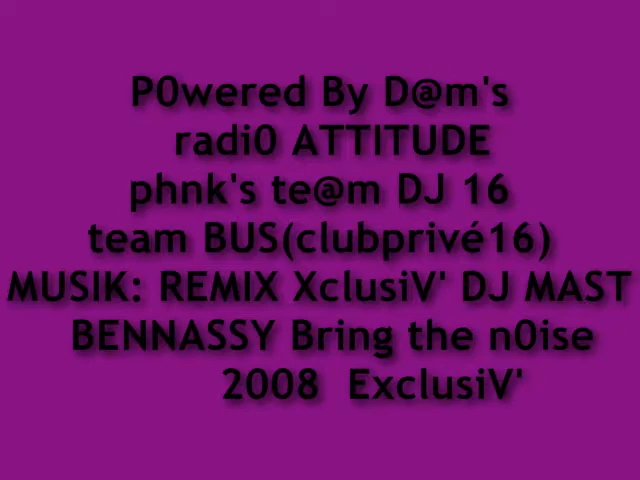 P0wered By D@m's
radi0 ATTITUDE
phnk's te@m DJ 16
team BUS(clubprivé16)
MUSIK: REMIX XclusiV' DJ MAST
BENNASSY Bring the n0ise
2008 ExclusiV'